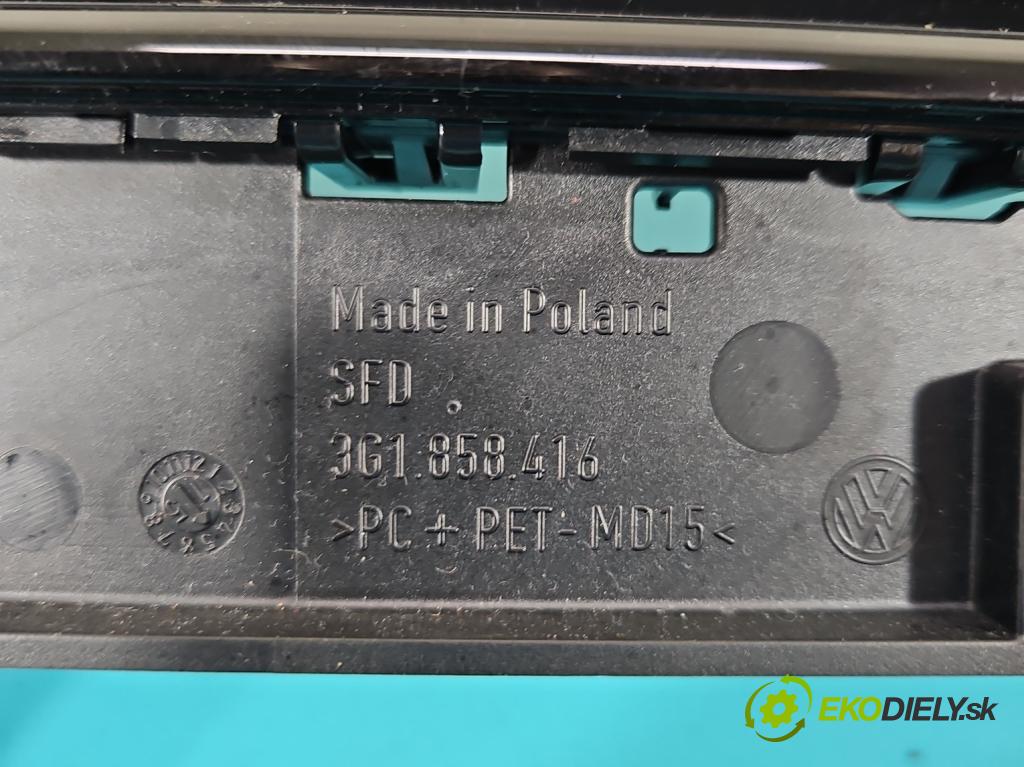 Made in Poland
SFD
3G1.858.416
>PC + PET-MD15<
EKODIELY.sk